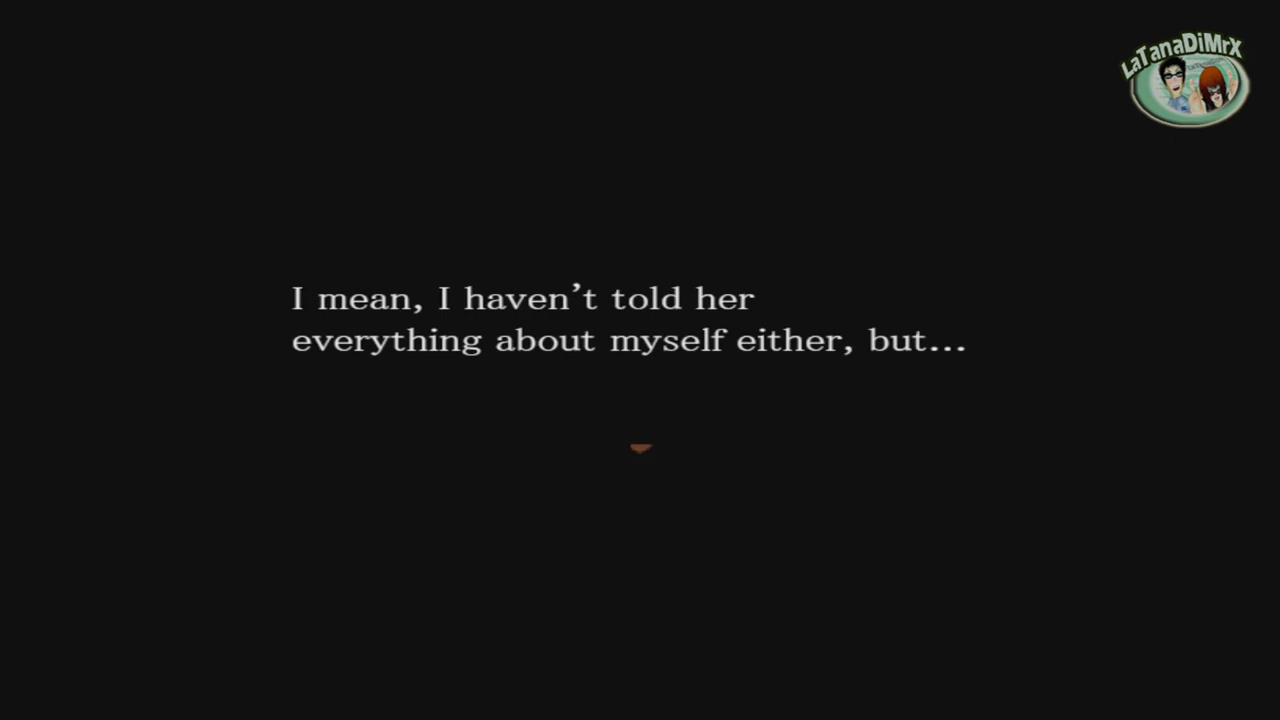 LaTanaDiMrX
I mean, I haven’t told her
everything about myself either, but...